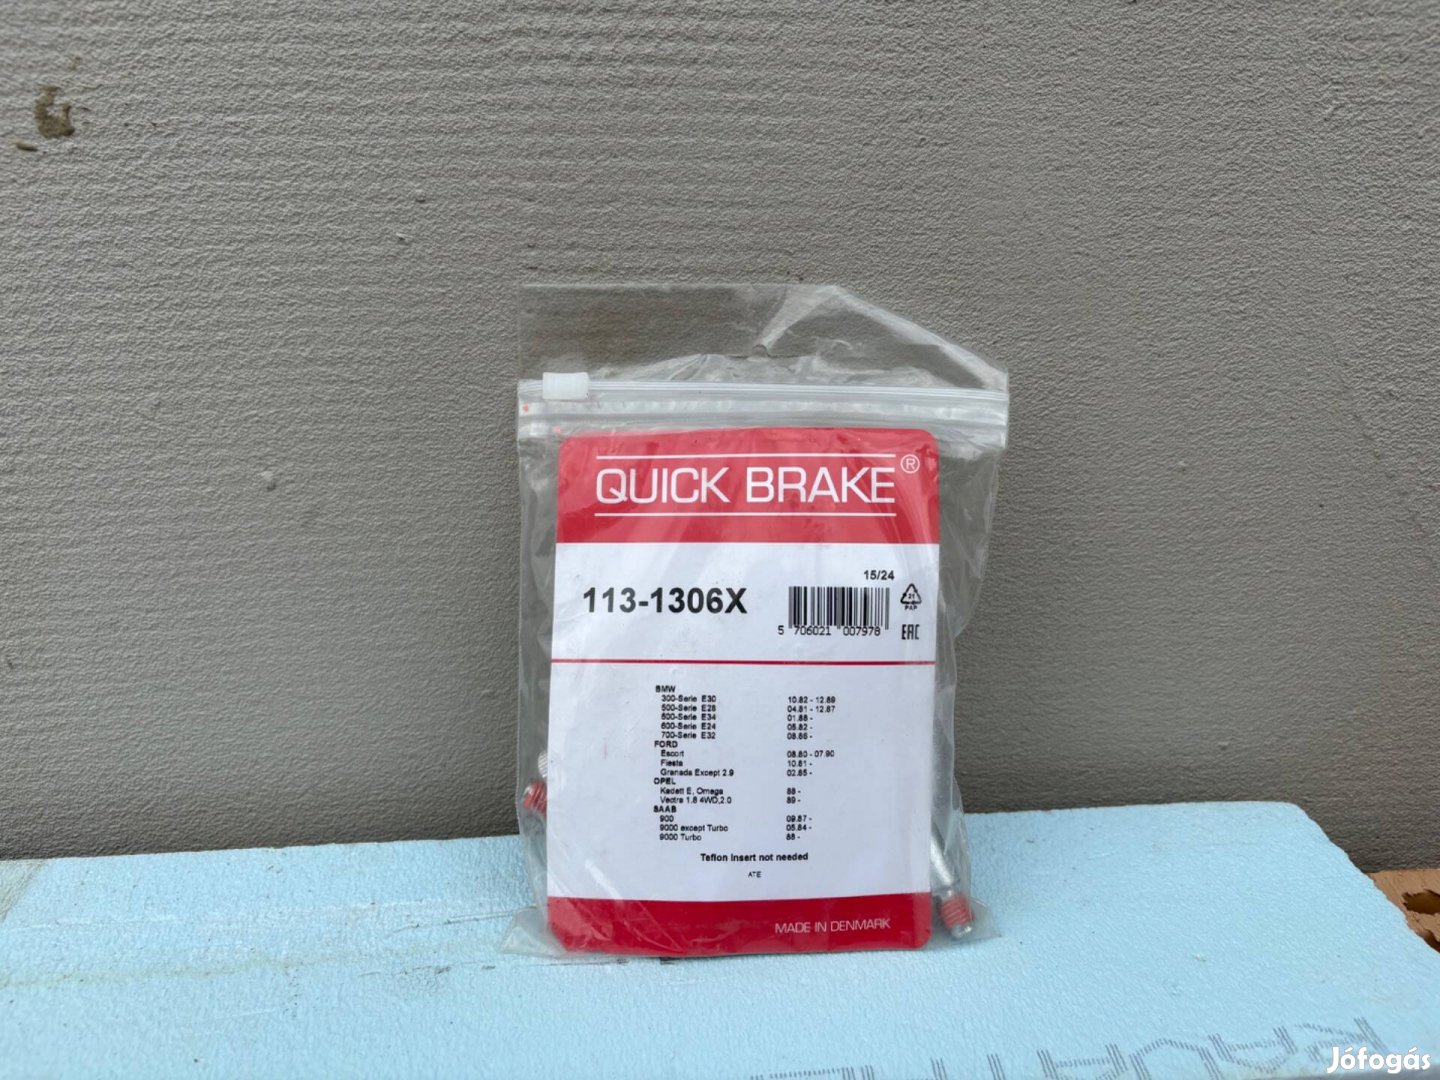 QUICK BRAKE®
15/24
113-1306X
5 706021 007978
21
PAP
EAC
BMW
300-Serie E30 10.82 - 12.89
500-Serie E28 04.81 - 12.87
500-Serie E34 01.88 -
600-Serie E24 05.82 -
700-Serie E32 08.86 -
FORD
Escort 08.80 - 07.90
Fiesta 10.81 -
Granada Except 2.9 02.85 -
OPEL
Kadett E, Omega 88 -
Vectra 1.8 4WD,2.0 89 -
SAAB
900 09.87 -
9000 except Turbo 05.84 -
9000 Turbo 88 -
Teflon Insert not needed
ATE
MADE IN DENMARK
Jófogás